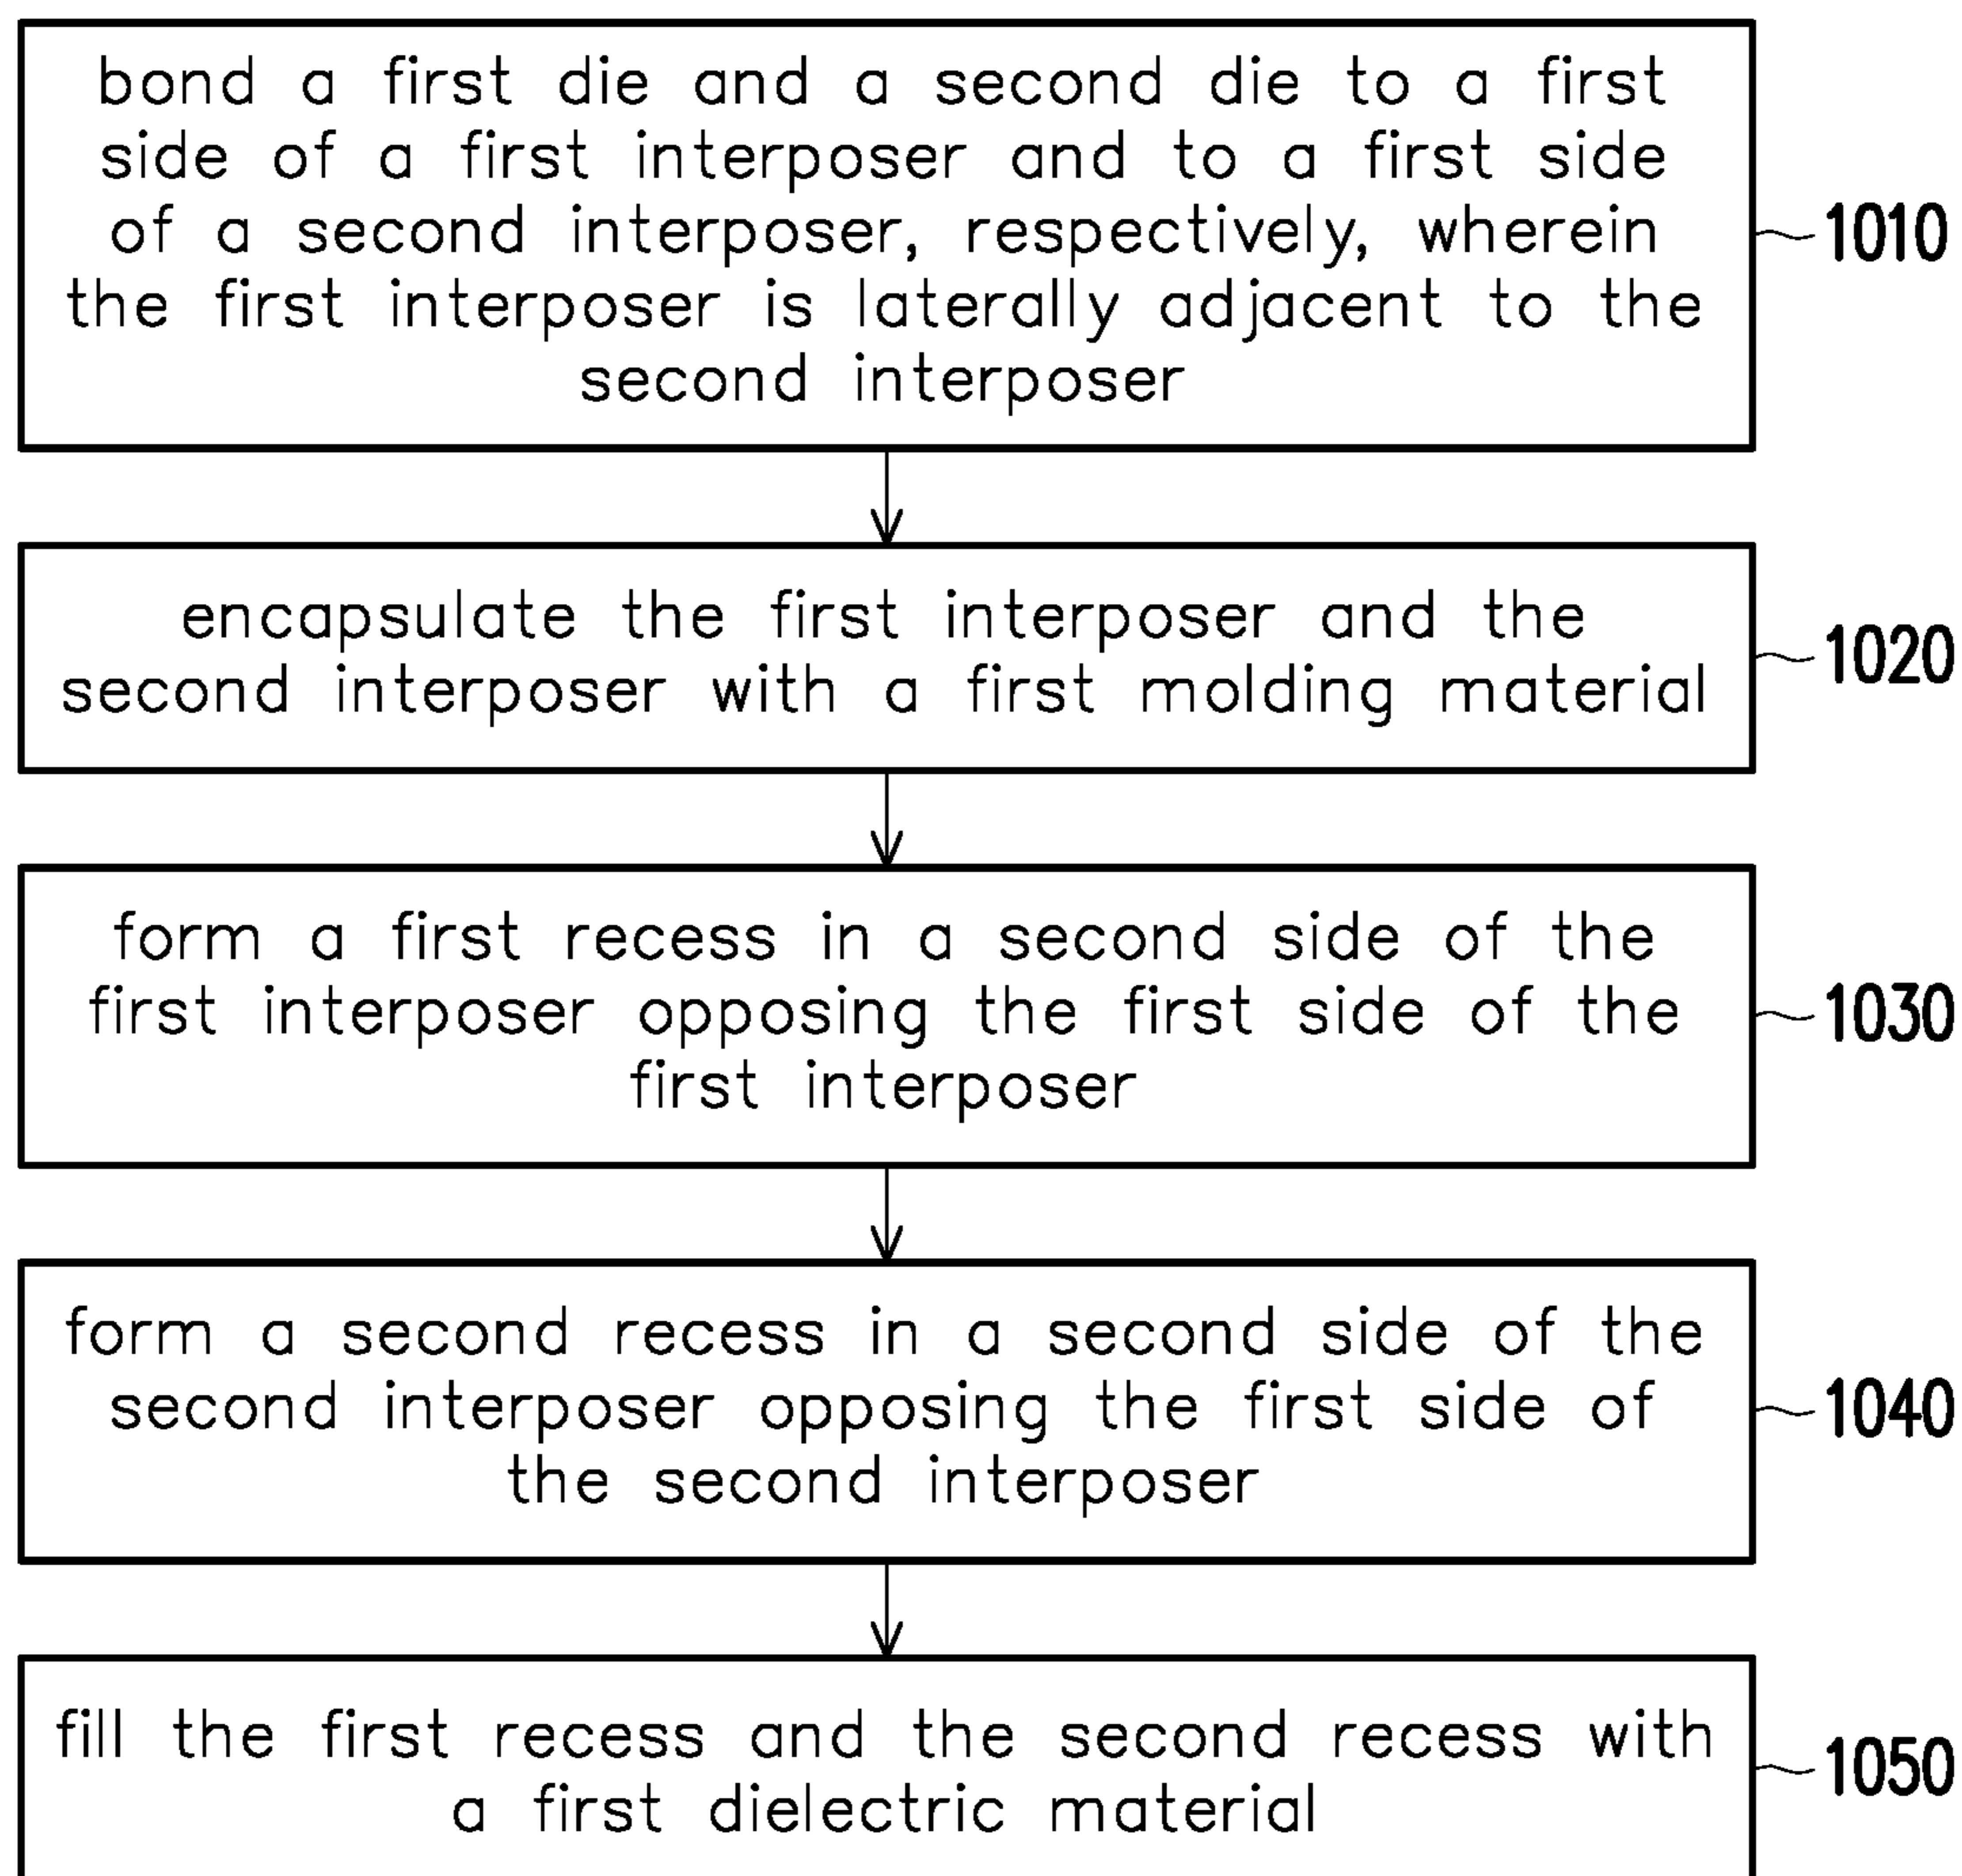 bond a first die and a second die to a first
side of a first interposer and to a first side
of a second interposer, respectively, wherein
the first interposer is laterally adjacent to the
second interposer
1010
encapsulate the first interposer and the
second interposer with a first molding material
1020
form a first recess in a second side of the
first interposer opposing the first side of the
first interposer
1030
form a second recess in a second side of the
second interposer opposing the first side of
the second interposer
1040
fill the first recess and the second recess with
a first dielectric material
1050